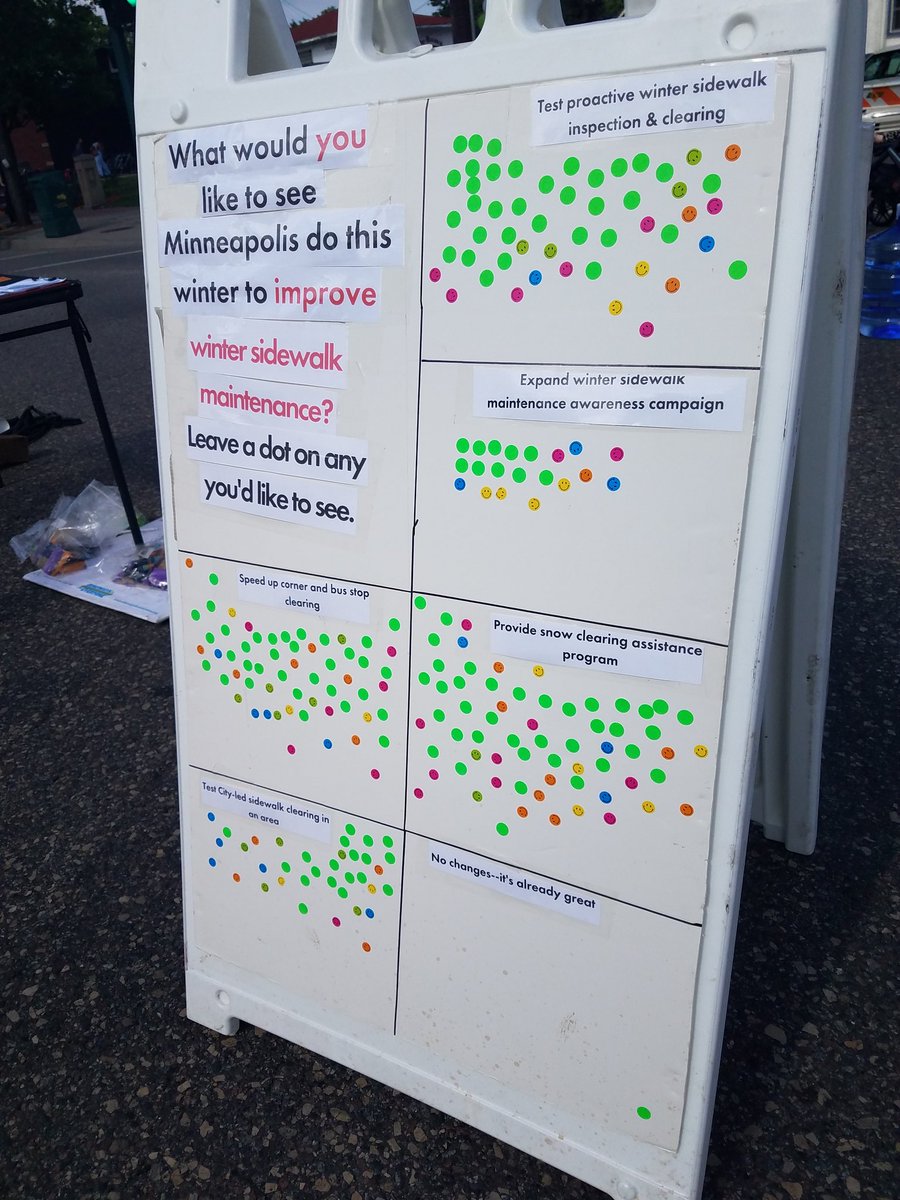 What would you
like to see
Minneapolis do this
winter to improve
winter sidewalk
maintenance?
Leave a dot on any
you'd like to see.
Test proactive winter sidewalk
inspection & clearing
Expand winter sidewalk
maintenance awareness campaign
Speed up corner and bus stop
clearing
Provide snow clearing assistance
program
Test City-led sidewalk clearing in
an area
No changes--it's already great